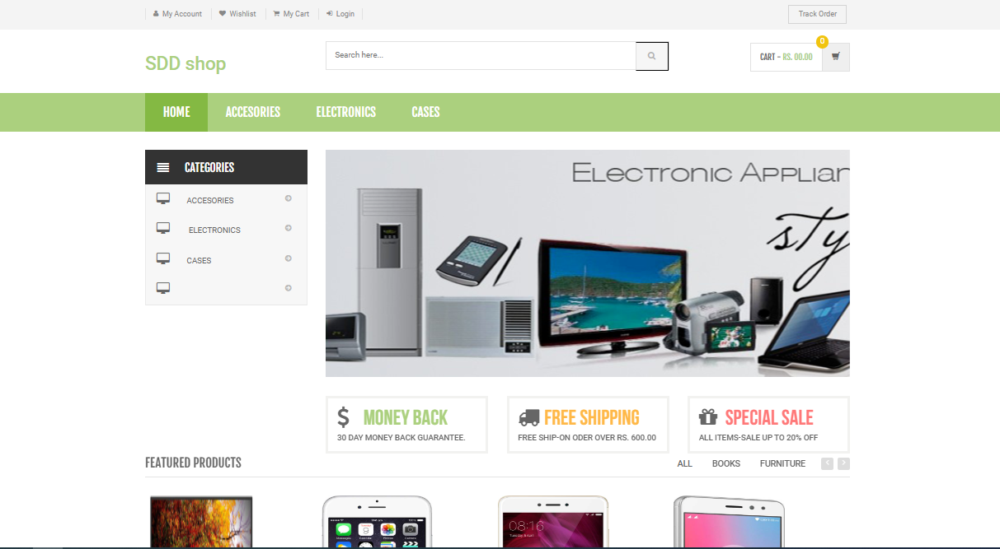 My Account Wishlist My Cart Login Track Order
SDD shop
Search here...
0
CART - RS. 00.00
HOME ACCESORIES ELECTRONICS CASES
CATEGORIES
ACCESORIES
ELECTRONICS
CASES
Electronic Applian
sty
$ MONEY BACK
30 DAY MONEY BACK GUARANTEE.
FREE SHIPPING
FREE SHIP-ON ODER OVER RS. 600.00
SPECIAL SALE
ALL ITEMS-SALE UP TO 20% OFF
FEATURED PRODUCTS
ALL BOOKS FURNITURE
08:16